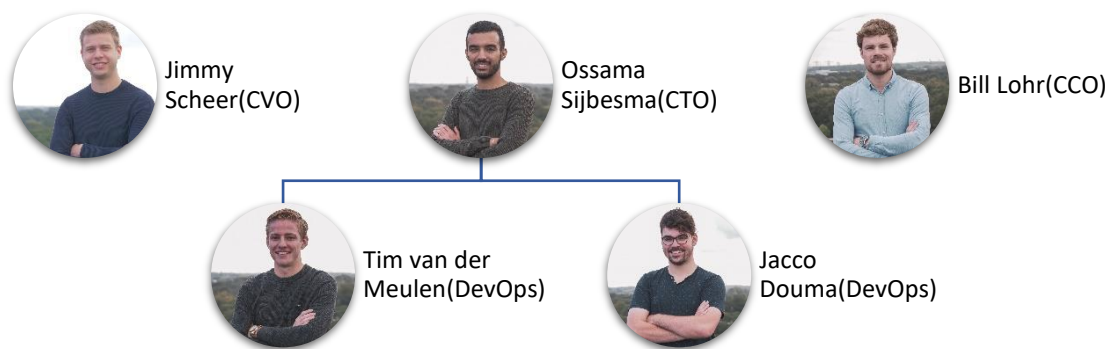 Jimmy
Scheer(CVO)
Ossama
Sijbesma(CTO)
Bill Lohr(CCO)
Tim van der
Meulen(DevOps)
Jacco
Douma(DevOps)